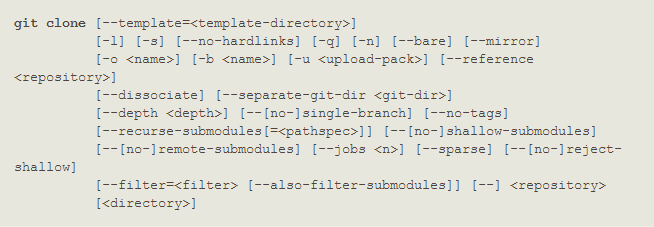 git clone [--template=<template-directory>]
[-l] [-s] [--no-hardlinks] [-q] [-n] [--bare] [--mirror]
[-o <name>] [-b <name>] [-u <upload-pack>] [--reference
<repository>]
[--dissociate] [--separate-git-dir <git-dir>]
[--depth <depth>] [--[no-]single-branch] [--no-tags]
[--recurse-submodules[=<pathspec>]] [--[no-]shallow-submodules]
[--[no-]remote-submodules] [--jobs <n>] [--sparse] [--[no-]reject-
shallow]
[--filter=<filter> [--also-filter-submodules]] [--] <repository>
[<directory>]